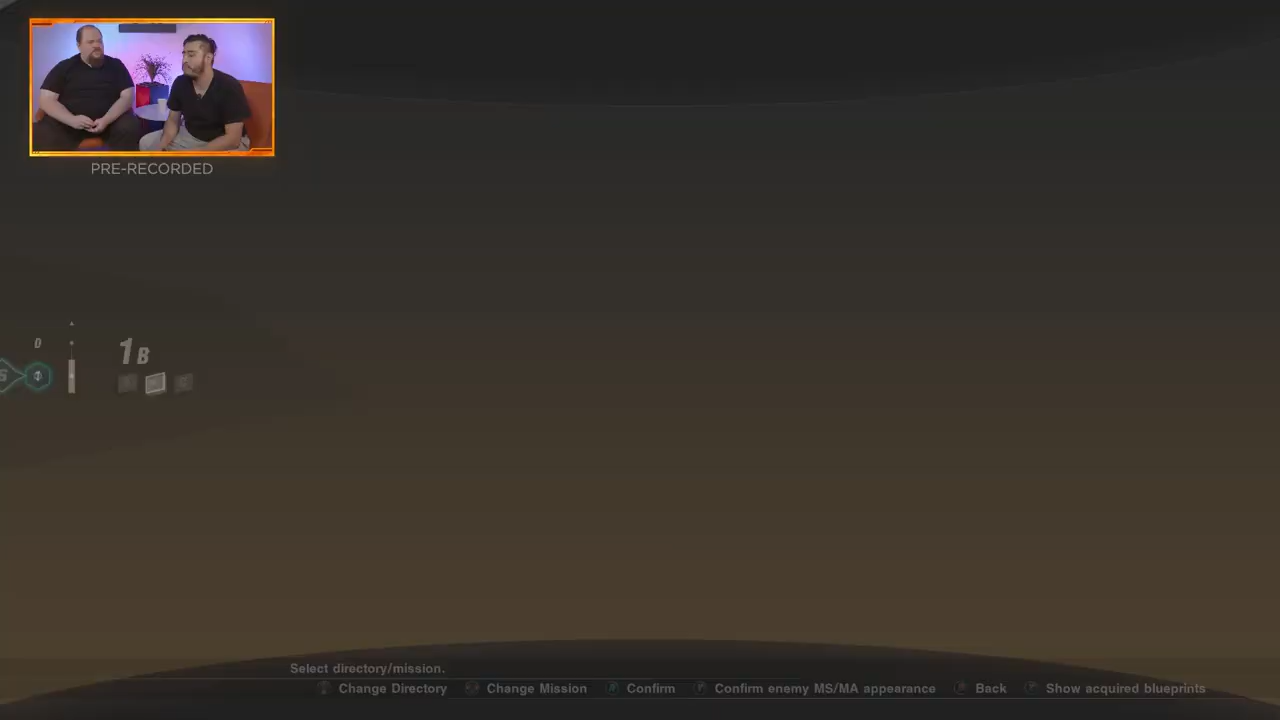 PRE-RECORDED
0
1B
S
Select directory/mission.
Change Directory Change Mission Confirm Confirm enemy MS/MA appearance Back Show acquired blueprints